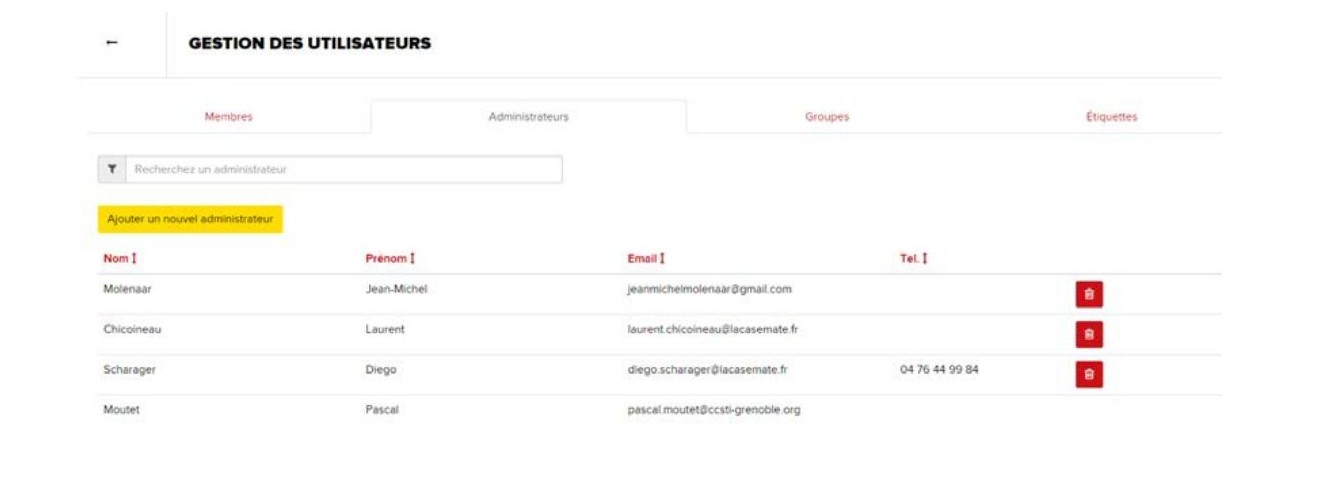 ← GESTION DES UTILISATEURS
Membres Administrateurs Groupes Étiquettes
Recherchez un administrateur
Ajouter un nouvel administrateur
Nom Prénom Email Tel.
Molenaar Jean-Michel jeanmichelmolenaar@gmail.com
Chicoineau Laurent laurent.chicoineau@lacasemate.fr
Scharager Diego diego.scharager@lacasemate.fr 04 76 44 99 84
Moutet Pascal pascal.moutet@ccsti-grenoble.org